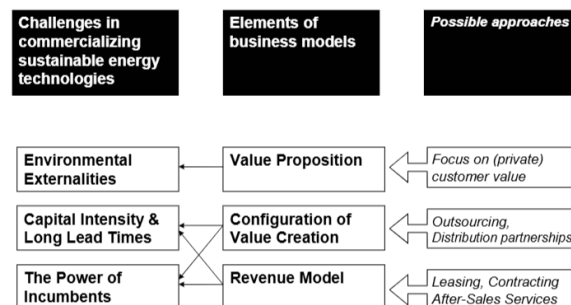 Challenges in
commercializing
sustainable energy
technologies
Elements of
business models
Possible approaches
Environmental
Externalities
Value Proposition
Focus on (private)
customer value
Capital Intensity &
Long Lead Times
Configuration of
Value Creation
Outsourcing,
Distribution partnerships
The Power of
Incumbents
Revenue Model
Leasing, Contracting
After-Sales Services